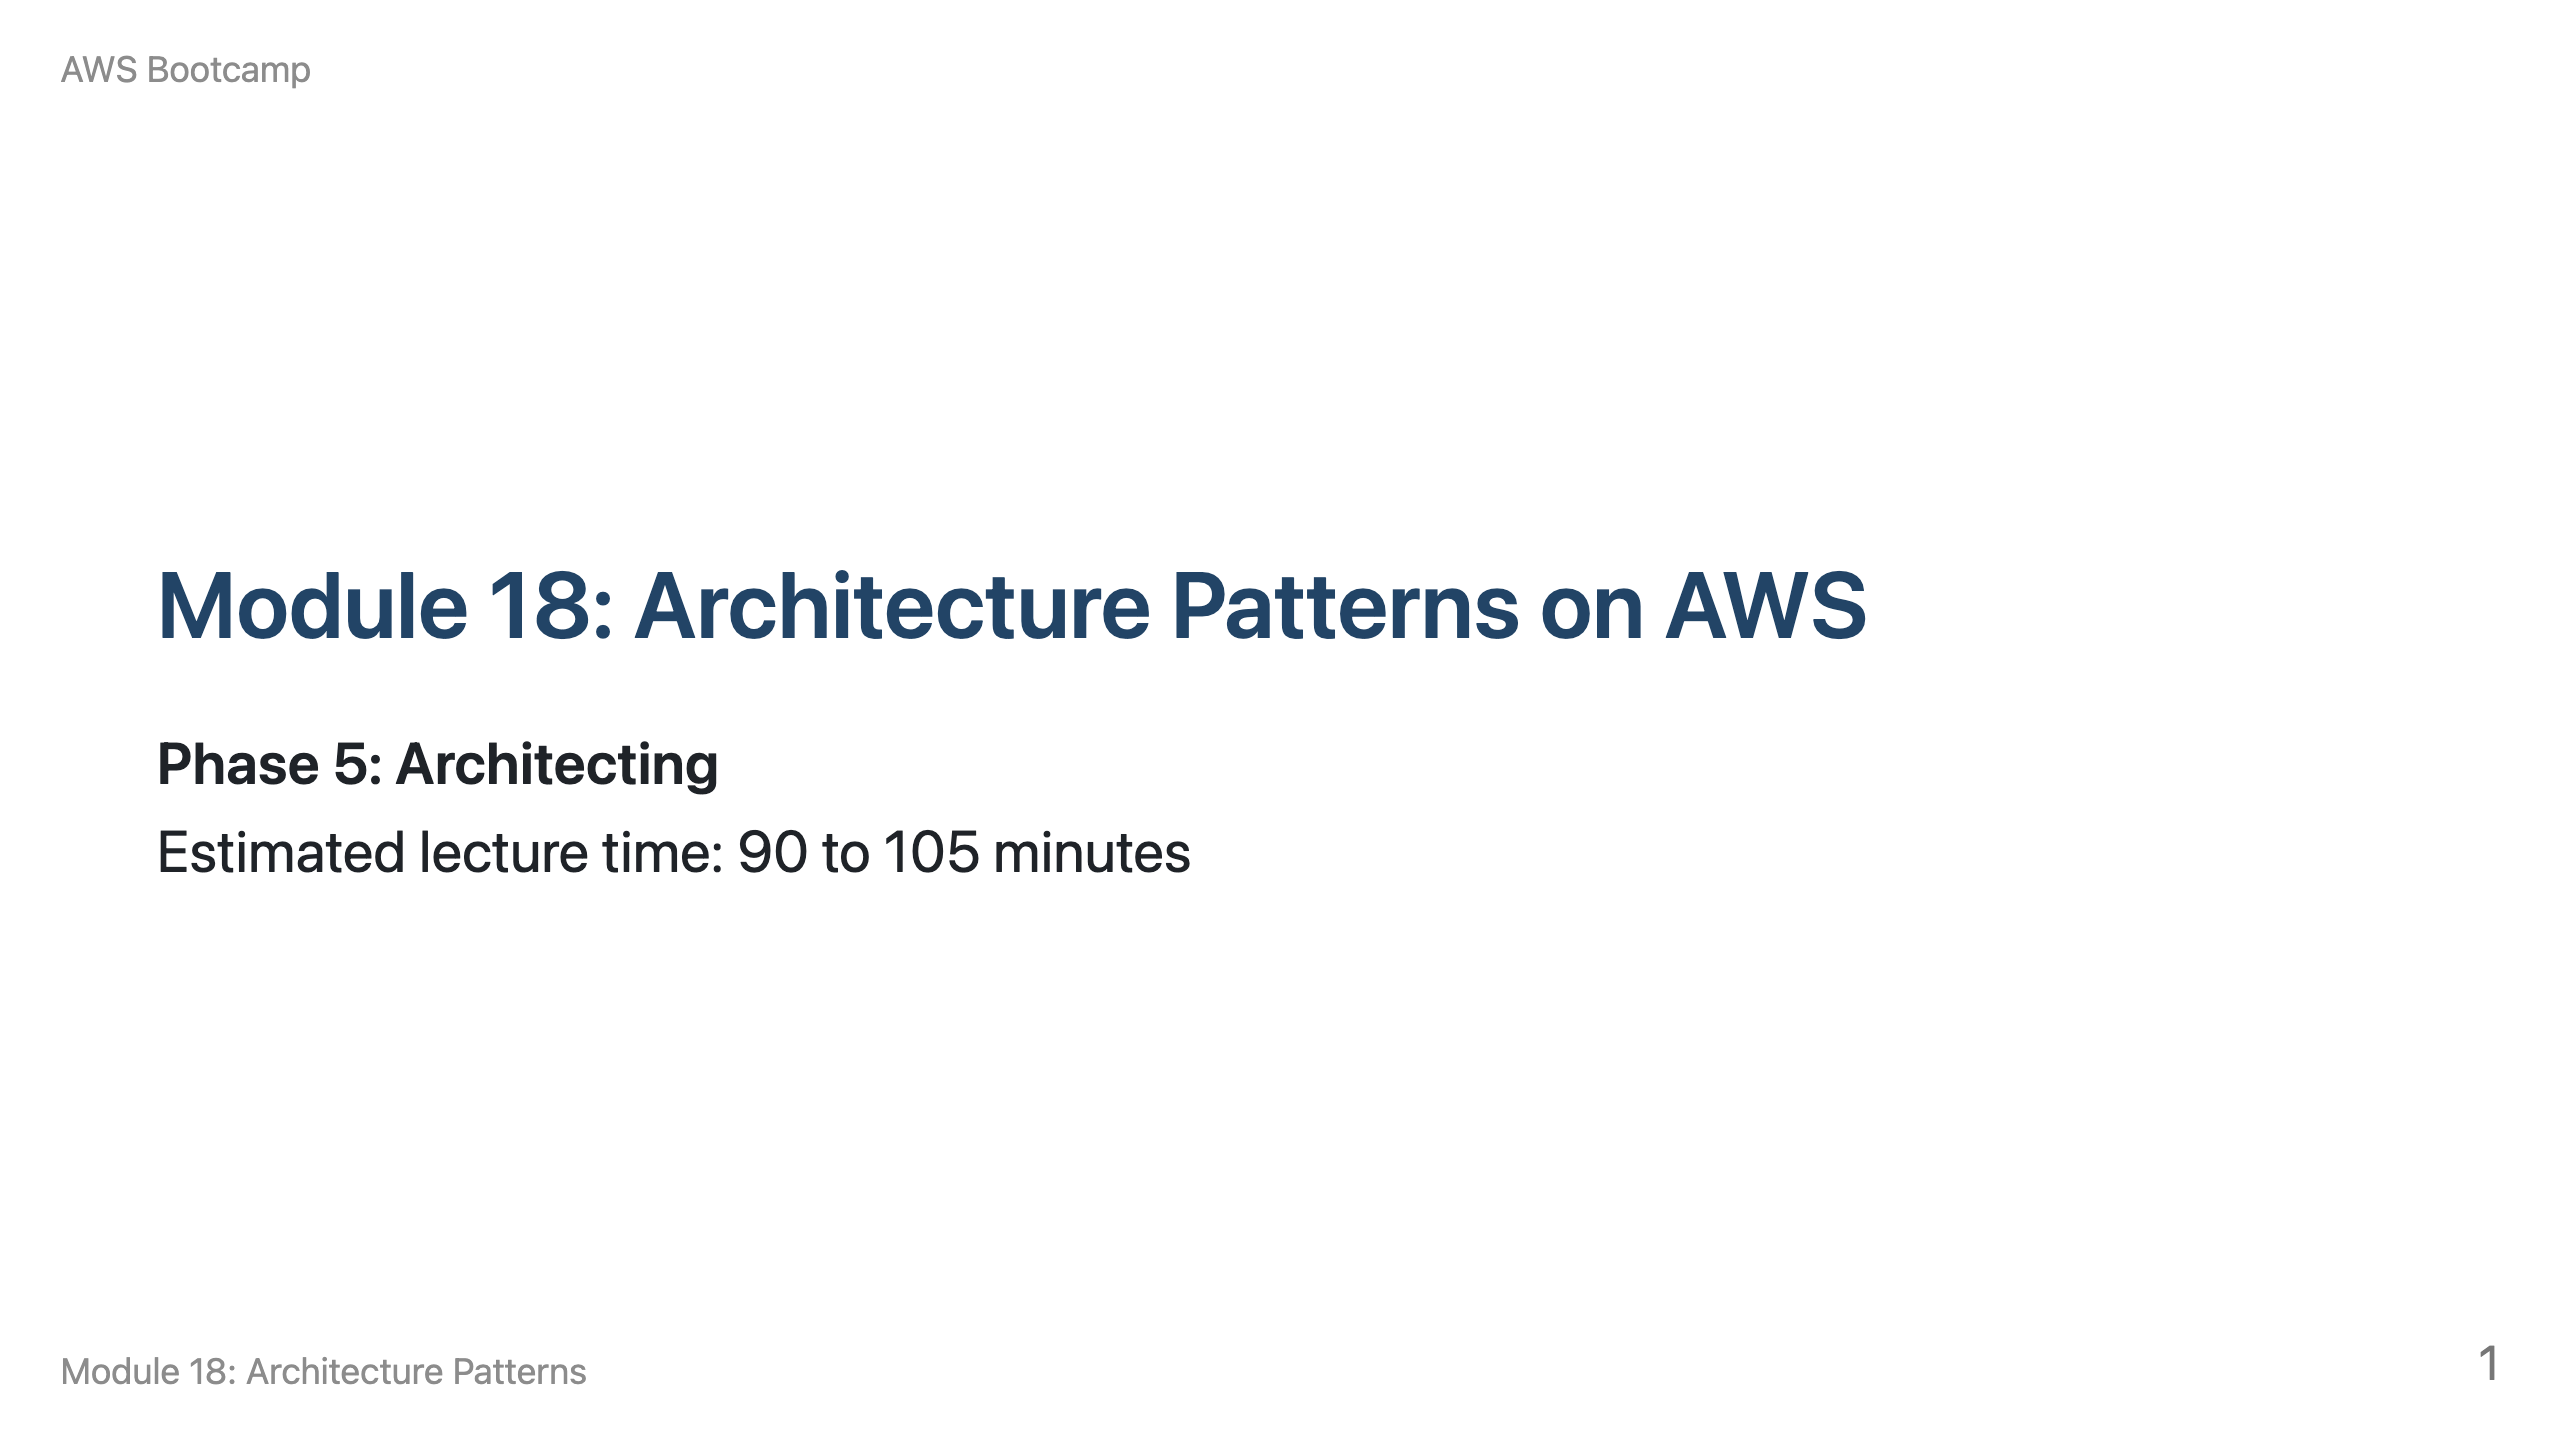 AWS Bootcamp
Module 18: Architecture Patterns on AWS
Phase 5: Architecting
Estimated lecture time: 90 to 105 minutes
Module 18: Architecture Patterns
1